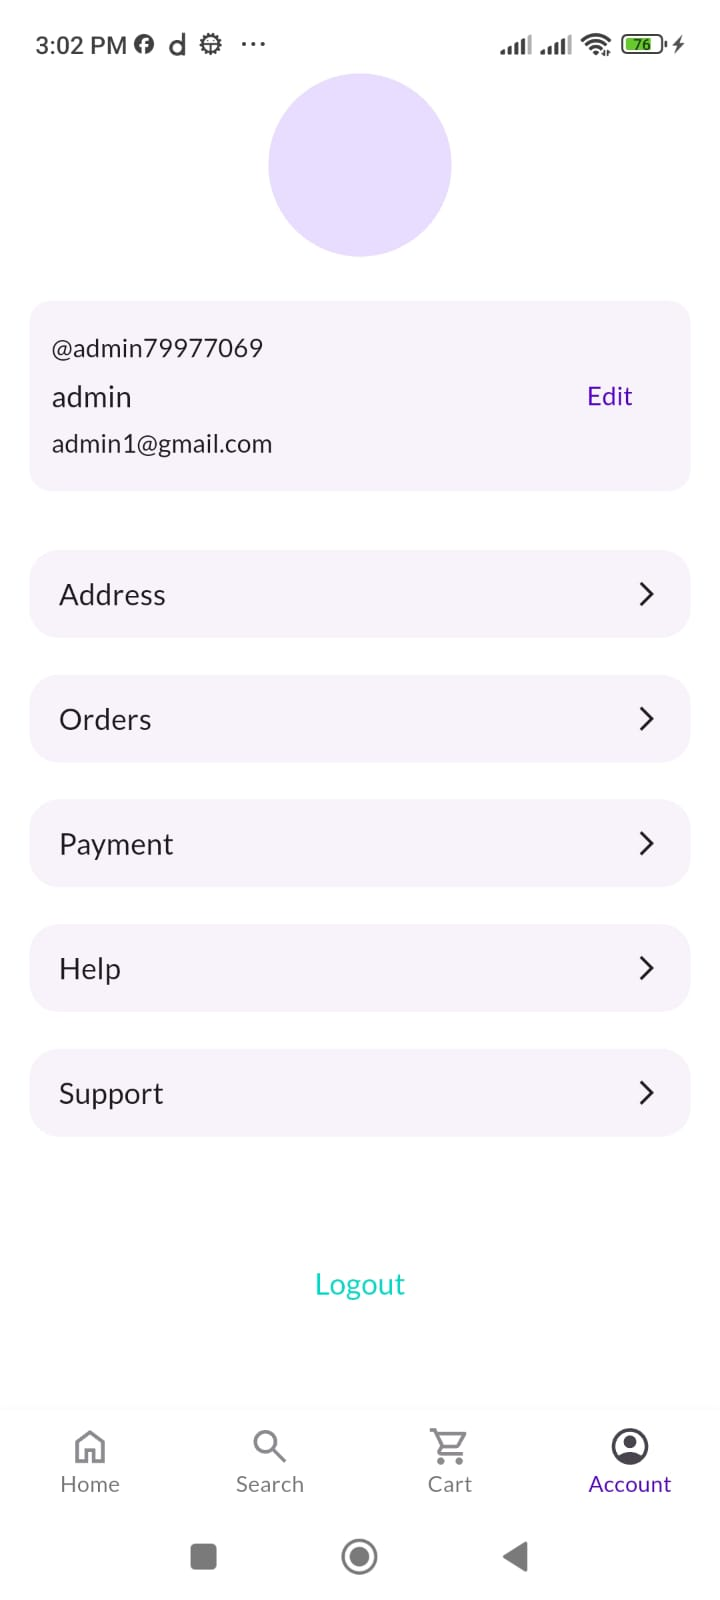 3:02 PM
76
@admin79977069
admin
Edit
admin1@gmail.com
Address
Orders
Payment
Help
Support
Logout
Home Search Cart Account